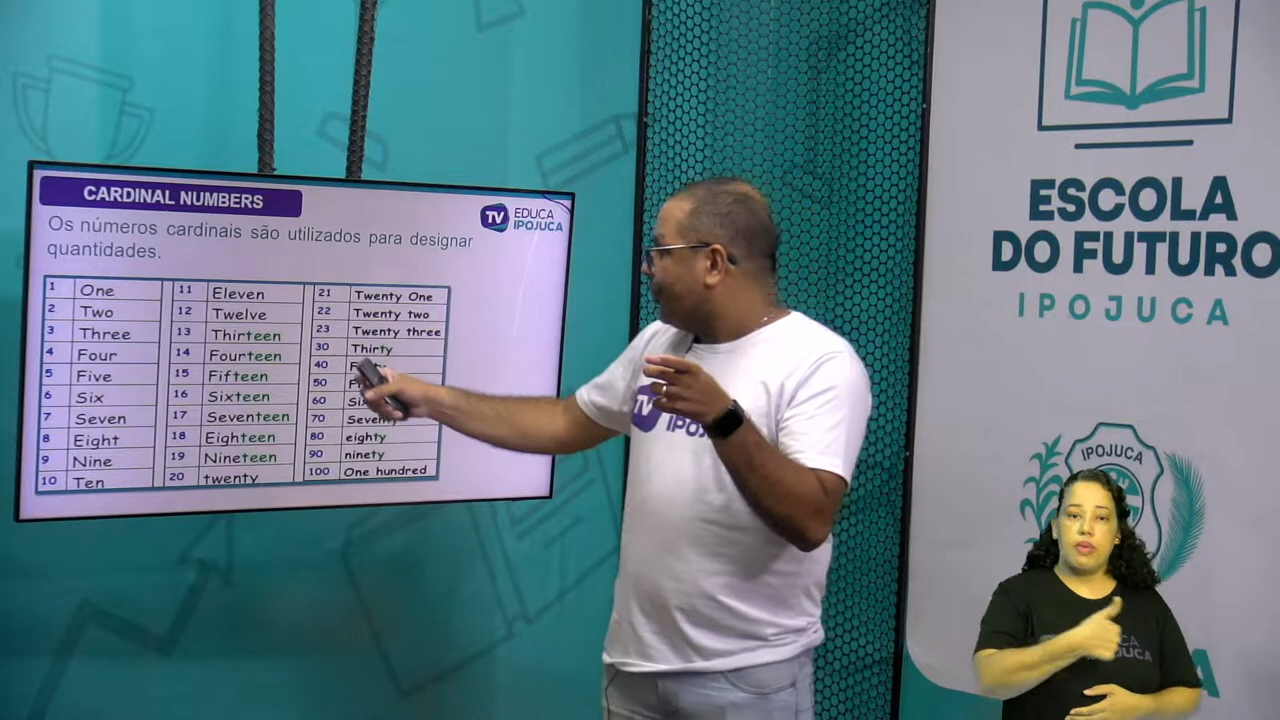 CARDINAL NUMBERS
TV EDUCA
IPOJUCA
Os números cardinais são utilizados para designar
quantidades.
1 One 11 Eleven 21 Twenty One
2 Two 12 Twelve 22 Twenty two
3 Three 13 Thirteen 23 Twenty three
4 Four 14 Fourteen 30 Thirty
5 Five 15 Fifteen 40
6 Six 16 Sixteen 50
7 Seven 17 Seventeen 60
8 Eight 18 Eighteen 70
9 Nine 19 Nineteen 80 eighty
10 Ten 20 twenty 90 ninety
100 One hundred
TV
ESCOLA
DO FUTURO
IPOJUCA
IPOJUCA